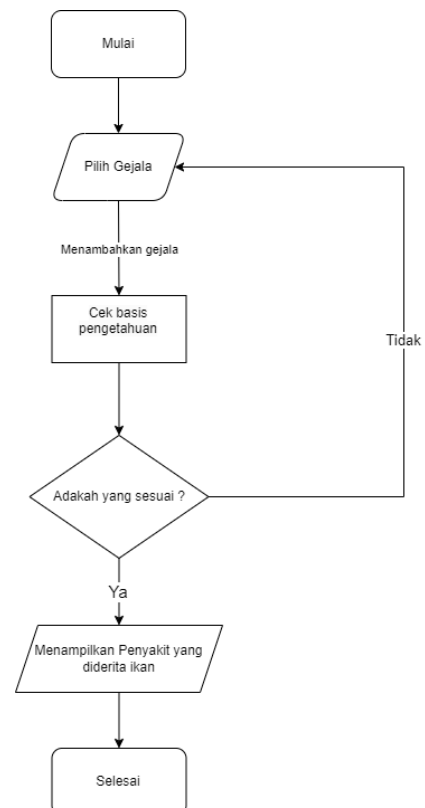 Mulai
Pilih Gejala
Menambahkan gejala
Cek basis
pengetahuan
Tidak
Adakah yang sesuai ?
Ya
Menampilkan Penyakit yang
diderita ikan
Selesai